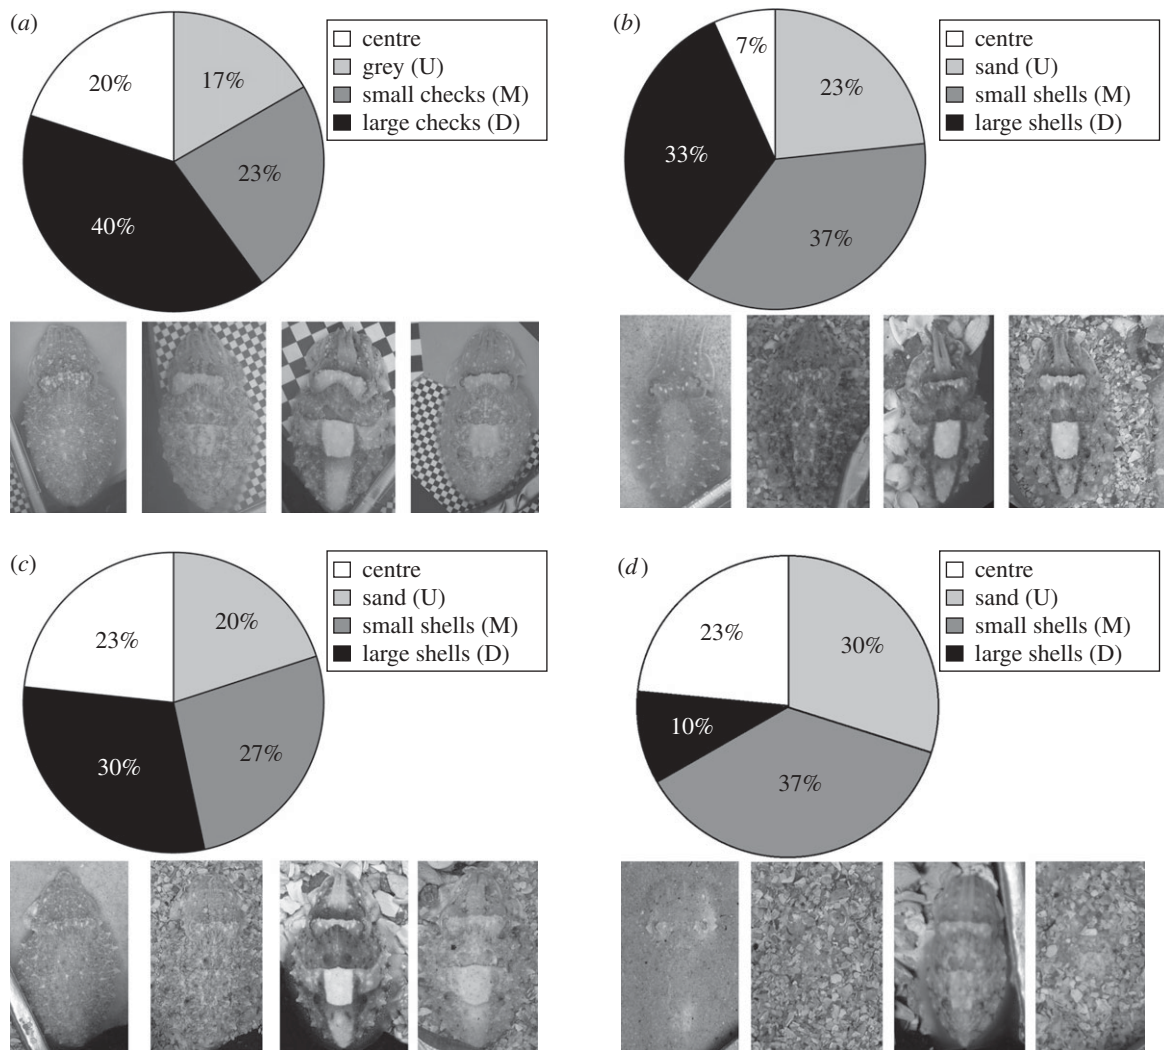 (a)
centre
grey (U)
small checks (M)
large checks (D)
20%
17%
23%
40%
(b)
centre
sand (U)
small shells (M)
large shells (D)
7%
23%
33%
37%
(c)
centre
sand (U)
small shells (M)
large shells (D)
23%
20%
27%
30%
(d)
centre
sand (U)
small shells (M)
large shells (D)
23%
30%
10%
37%